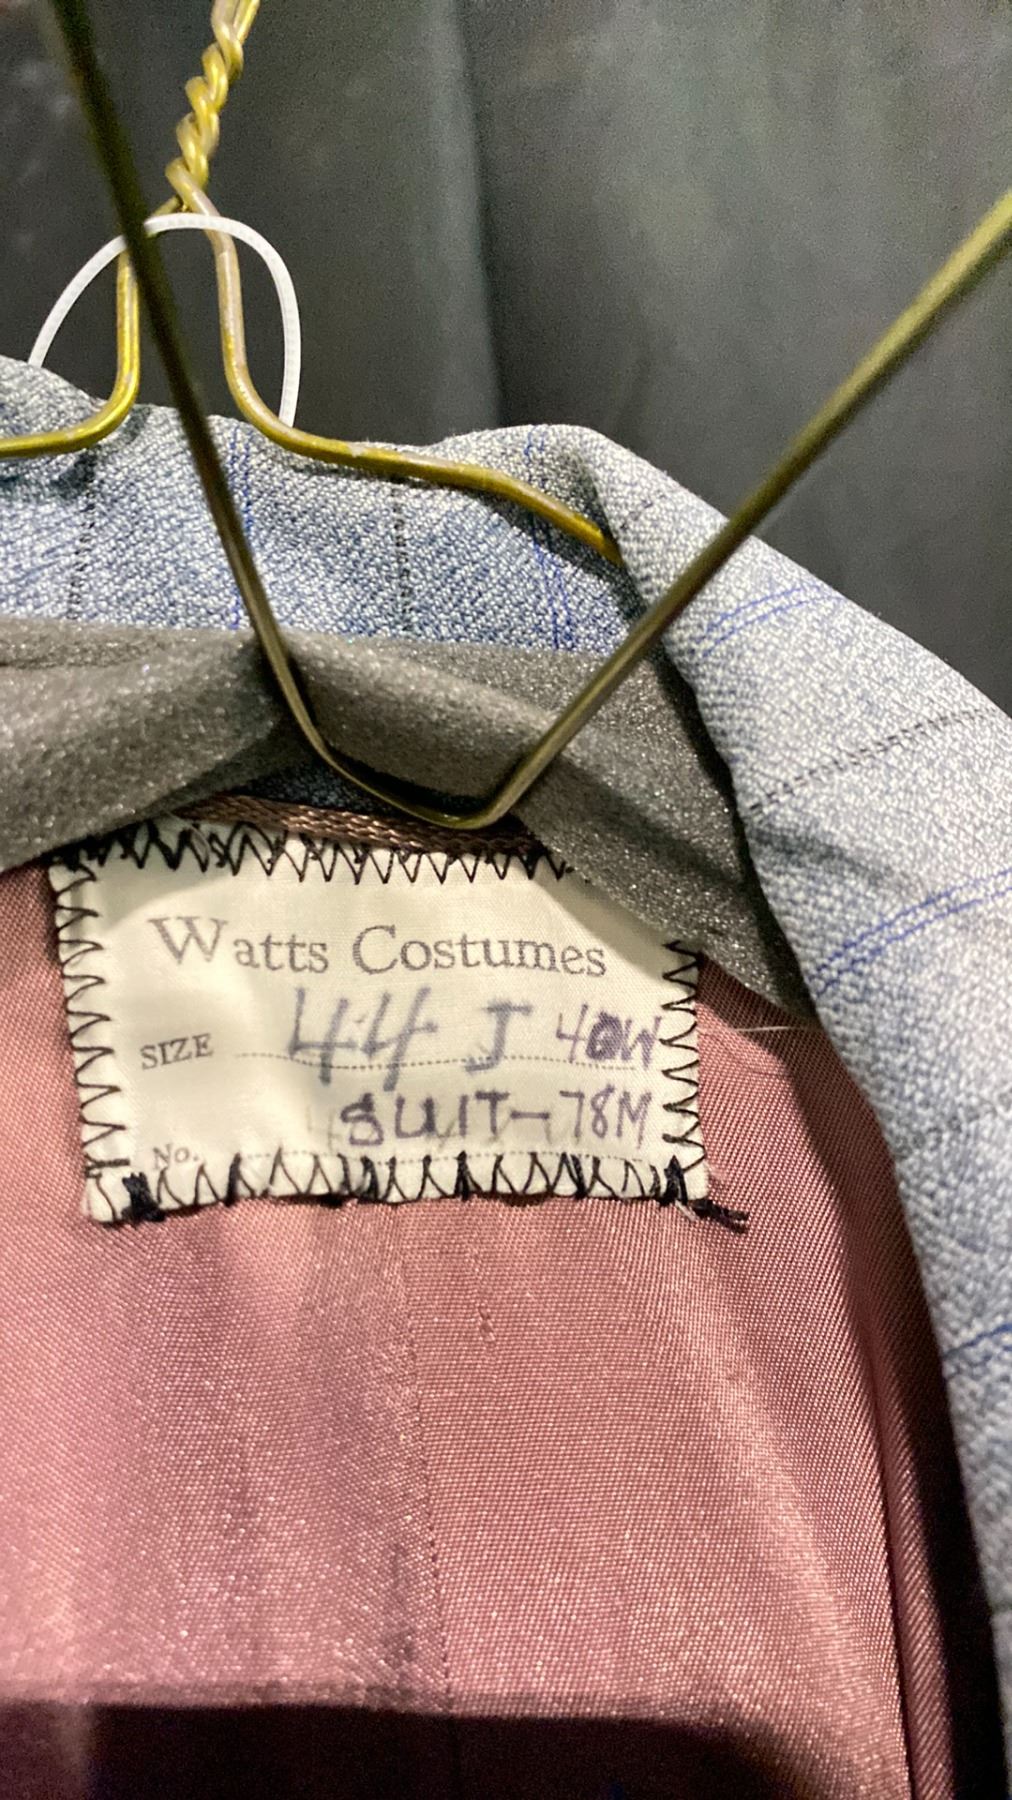 Watts Costumes
SIZE 44 J 40W
SUIT-78M
No.